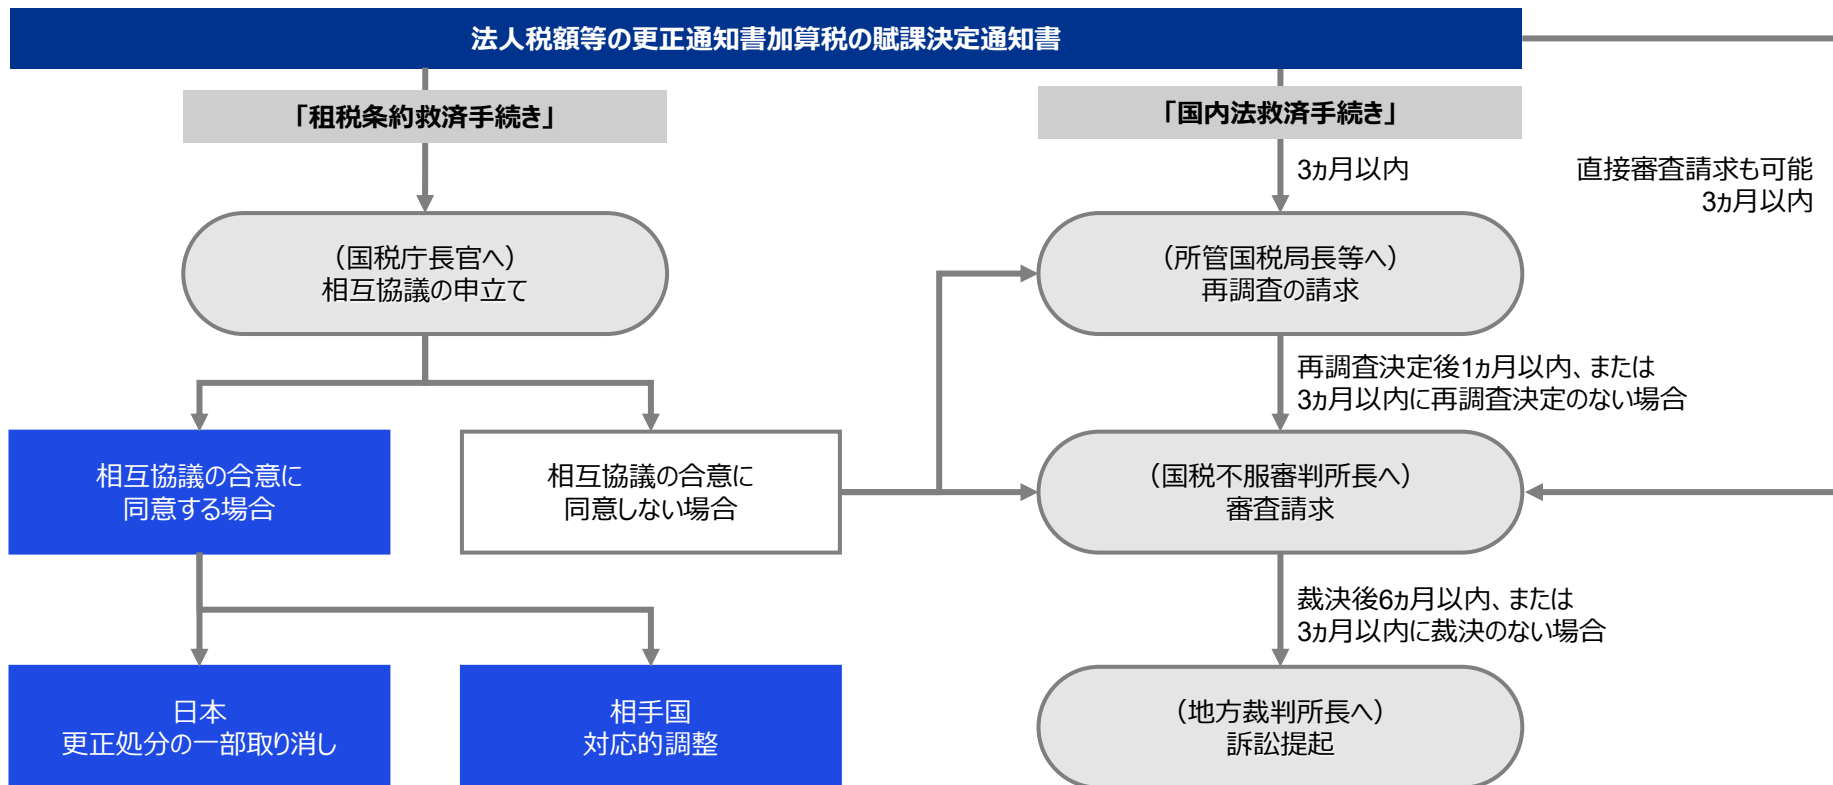 法人税額等の更正通知書加算税の賦課決定通知書
「租税条約救済手続き」
「国内法救済手続き」
3ヵ月以内
直接審査請求も可能
3ヵ月以内
（国税庁長官へ）
相互協議の申立て
（所管国税局長等へ）
再調査の請求
再調査決定後1ヵ月以内、または
3ヵ月以内に再調査決定のない場合
相互協議の合意に
同意する場合
相互協議の合意に
同意しない場合
（国税不服審判所長へ）
審査請求
裁決後6ヵ月以内、または
3ヵ月以内に裁決のない場合
日本
更正処分の一部取り消し
相手国
対応的調整
（地方裁判所長へ）
訴訟提起